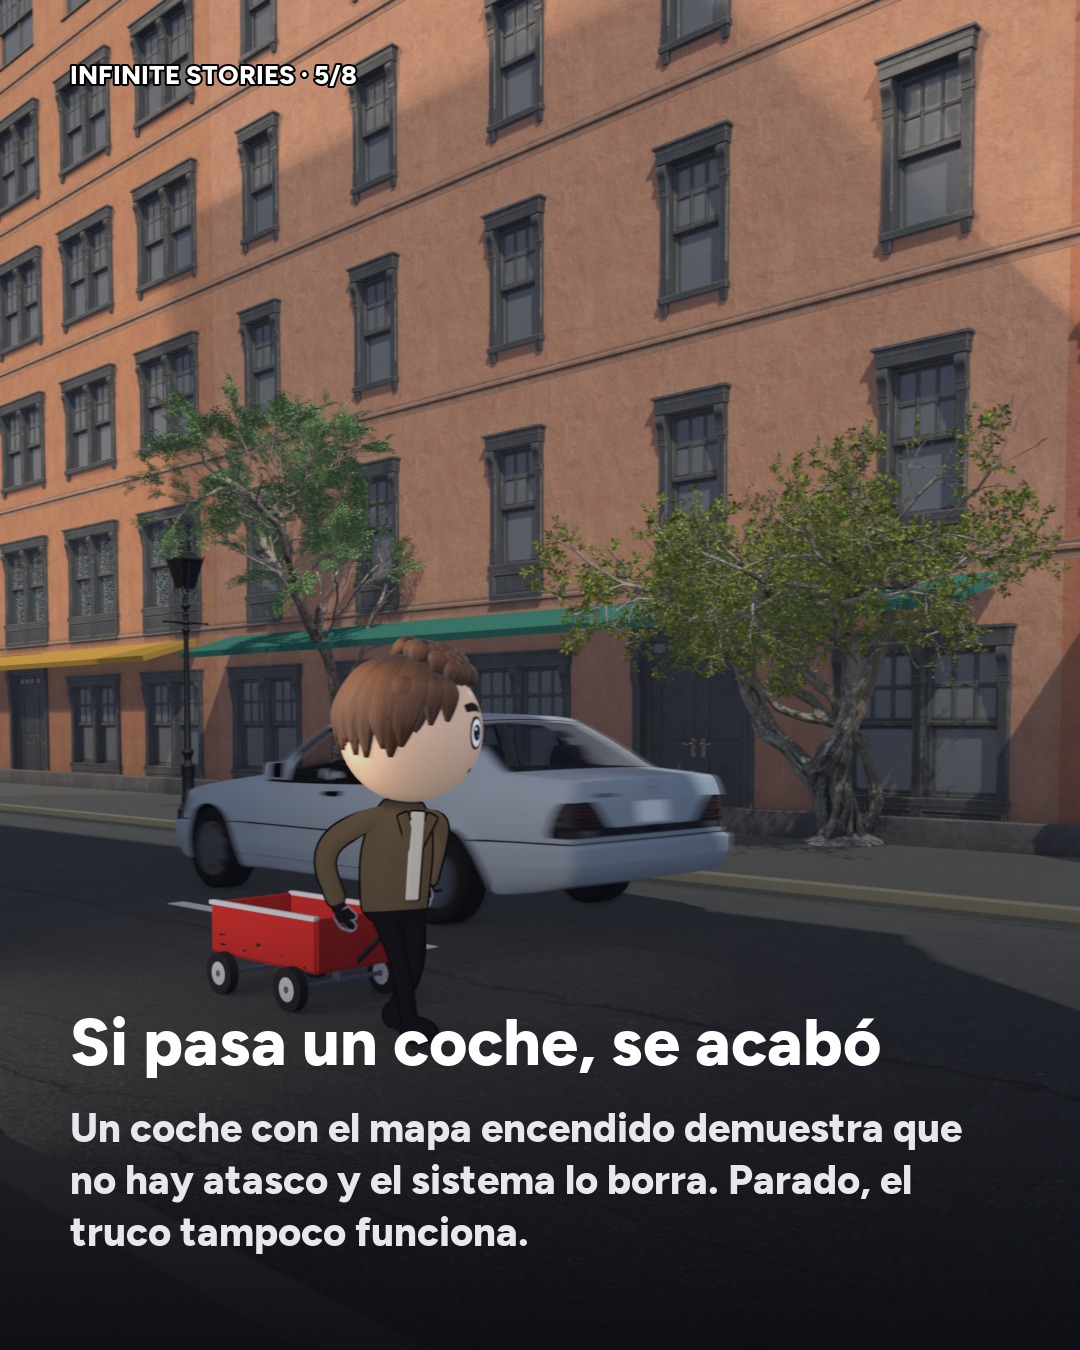 INFINITE STORIES · 5/8
Si pasa un coche, se acabó
Un coche con el mapa encendido demuestra que
no hay atasco y el sistema lo borra. Parado, el
truco tampoco funciona.